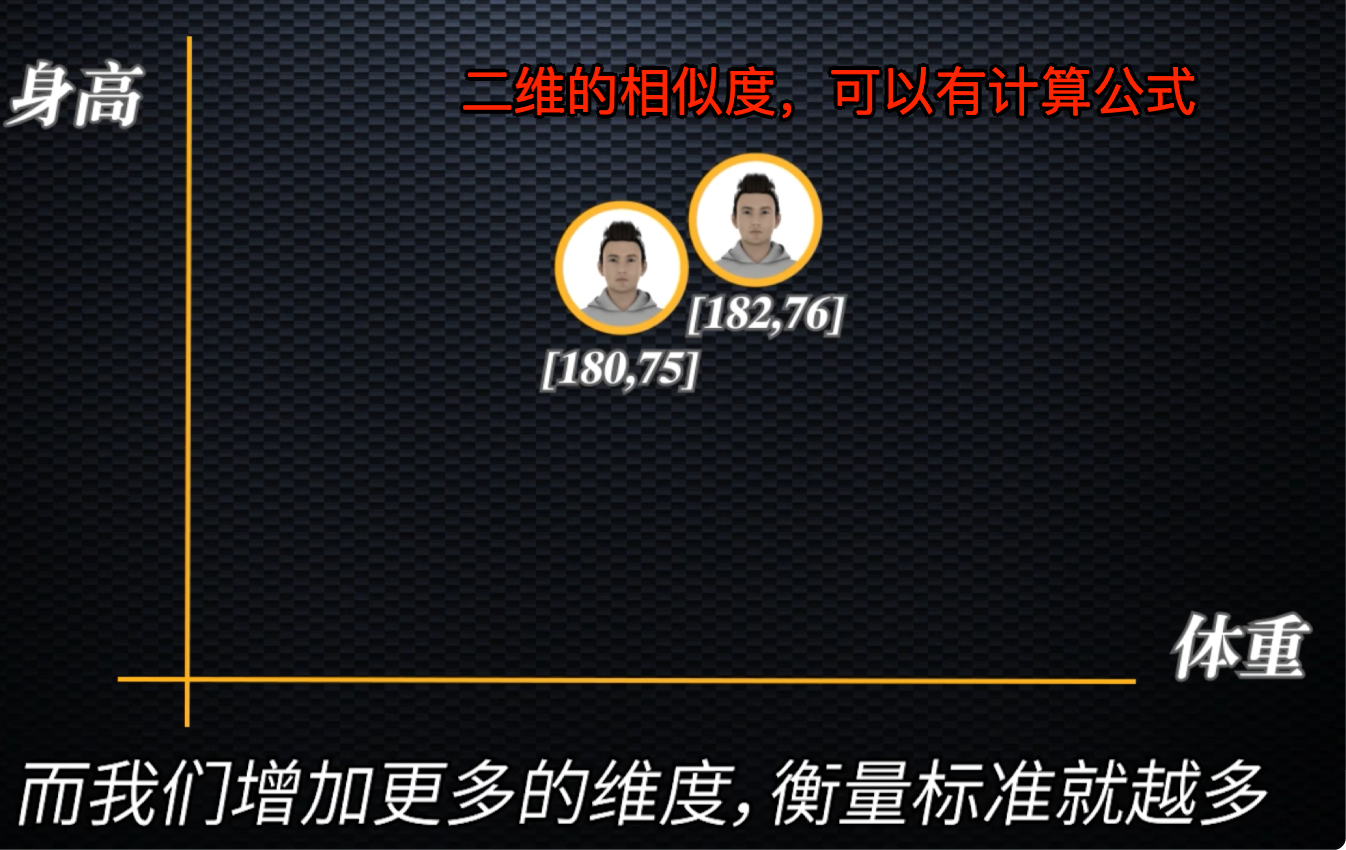 身高
二维的相似度，可以有计算公式
[182,76]
[180,75]
体重
而我们增加更多的维度，衡量标准就越多